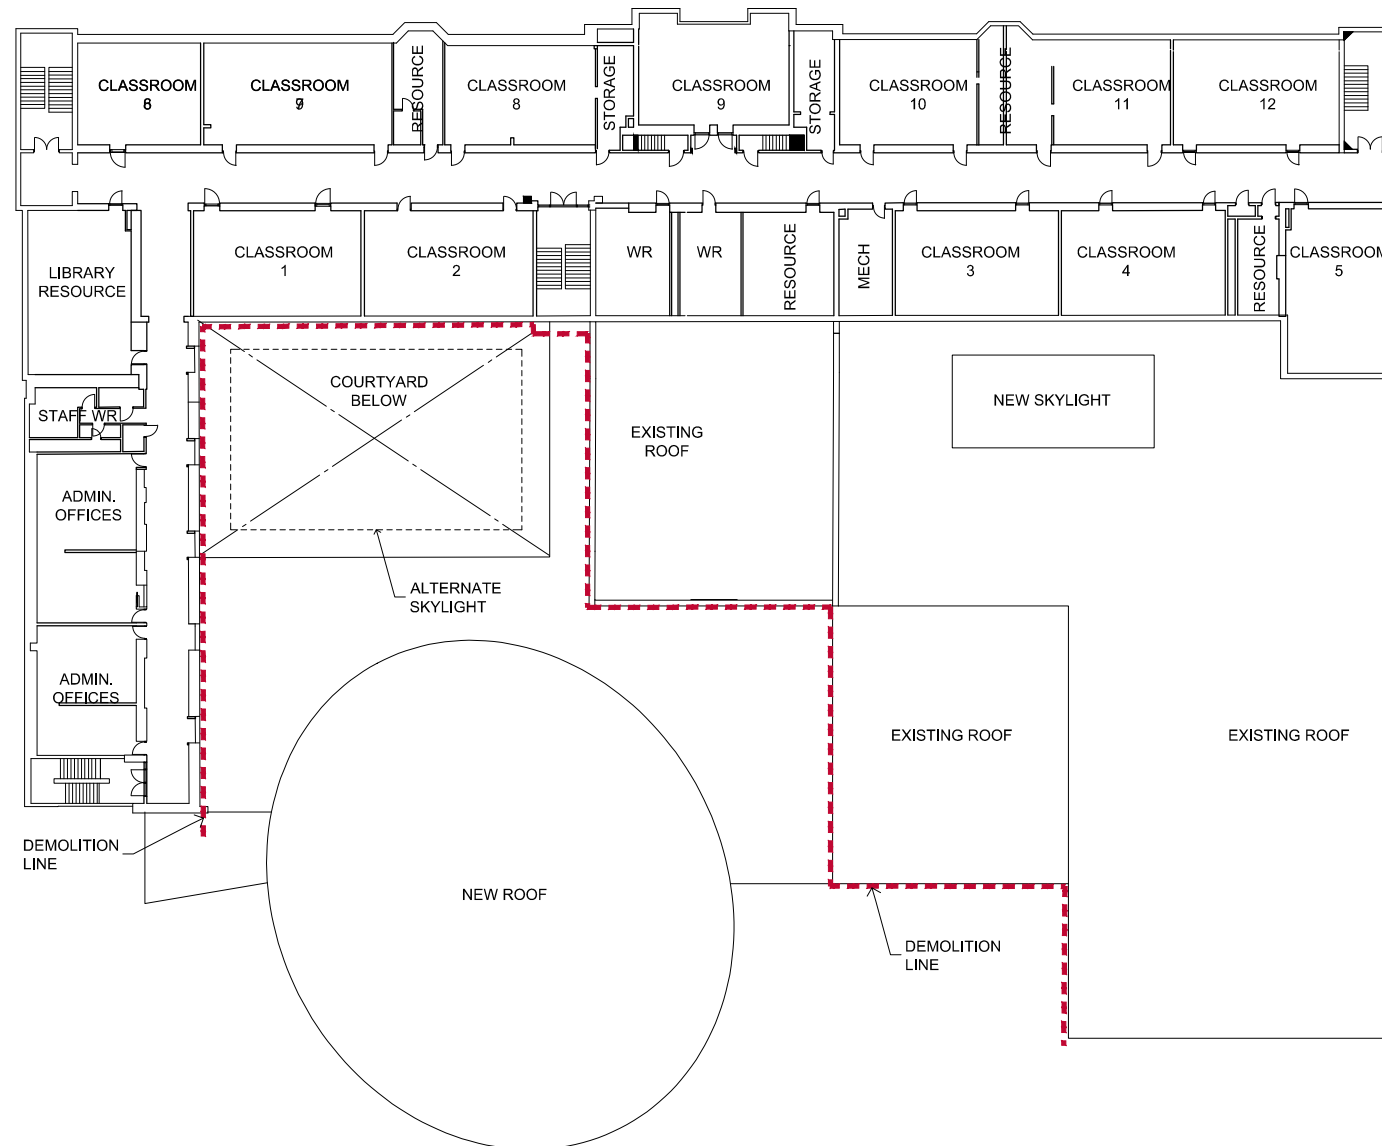 CLASSROOM
6
CLASSROOM
7
RESOURCE
CLASSROOM
8
STORAGE
CLASSROOM
9
STORAGE
CLASSROOM
10
RESOURCE
CLASSROOM
11
CLASSROOM
12
LIBRARY
RESOURCE
CLASSROOM
1
CLASSROOM
2
WR
WR
RESOURCE
MECH
CLASSROOM
3
CLASSROOM
4
RESOURCE
CLASSROOM
5
COURTYARD
BELOW
NEW SKYLIGHT
STAFF WR
EXISTING
ROOF
ADMIN.
OFFICES
ALTERNATE
SKYLIGHT
ADMIN.
OFFICES
EXISTING ROOF
EXISTING ROOF
DEMOLITION
LINE
NEW ROOF
DEMOLITION
LINE